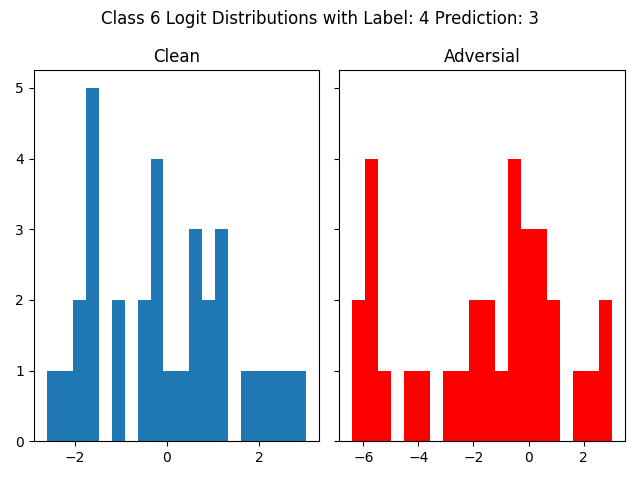 Class 6 Logit Distributions with Label: 4 Prediction: 3
Clean
Adversial
5
4
3
2
1
0
−2 0 2
−6 −4 −2 0 2